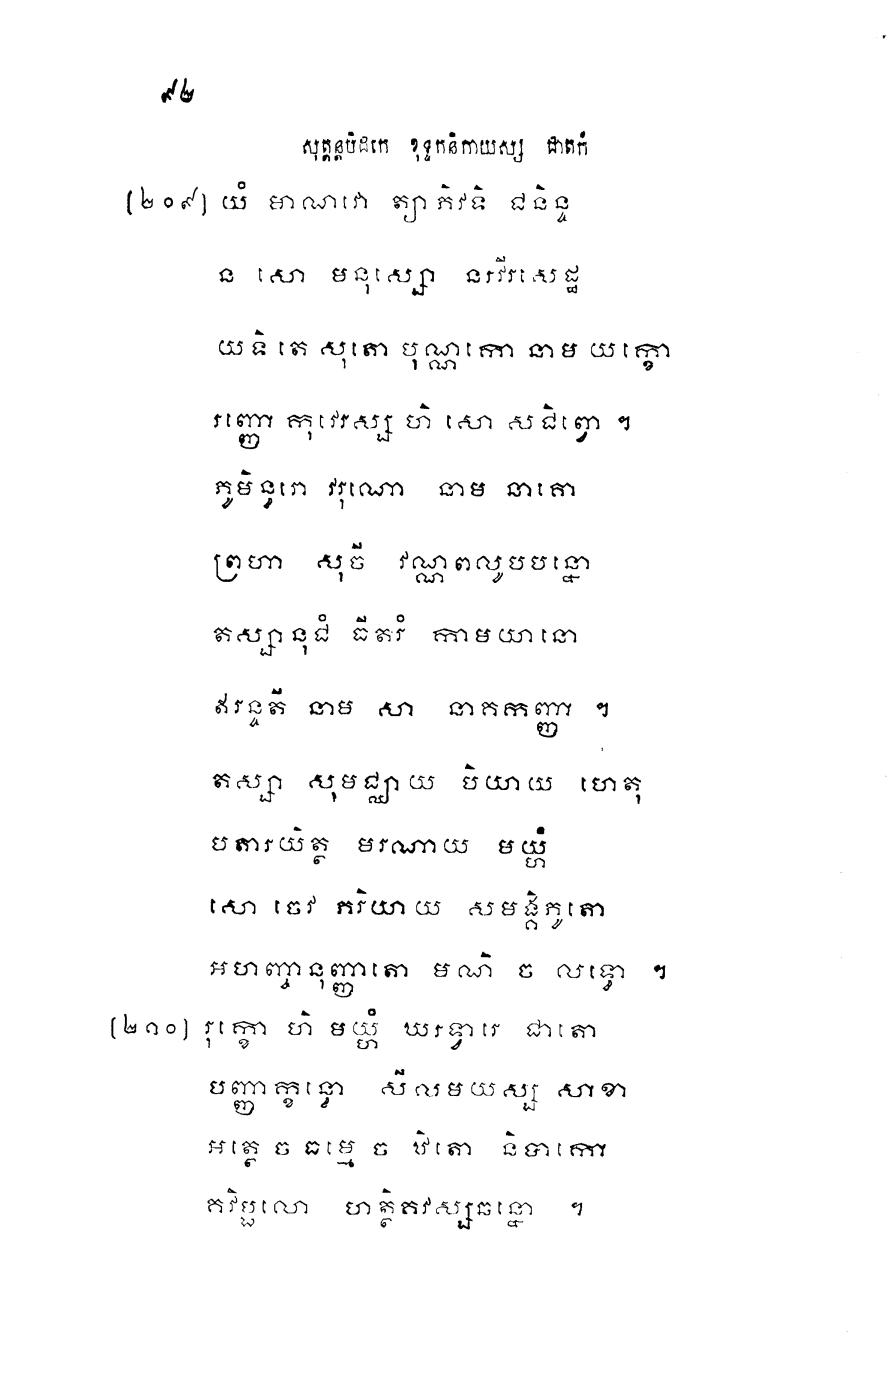 ៩២
សុត្តន្តបិដកេ ខុទ្ទកនិកាយស្ស ជាតកំ
(២០៩) យំ មាណវោ ត្យាភិវទិ ជនិន្ទ
ន សោ មនុស្សោ នរវីរសេដ្ឋ
យទិ តេ សុតោ បុណ្ណកោ នាម យក្ខោ
រញ្ញោ កុវេរស្ស ហិ សោ សជិព្វោ ។
ភូមិន្ធរោ វរុណោ នាម នាគោ
ព្រហា សុចី វណ្ណពលូបបន្នោ
តស្សានុជំ ធីតរំ កាមយានោ
ឥរន្ទតី នាម សា នាគកញ្ញា ។
តស្សា សុមជ្ឈាយ បិយាយ ហេតុ
បតារយិត្ថ មរណាយ មយ្ហំ
សោ ចេវ ភរិយាយ សមង្គិភូតោ
អហញ្ចានុញ្ញាតោ មណិ ច លទ្ធោ ។
(២១០) រុក្ខោ ហិ មយ្ហំ ឃរទ្វារេ ជាតោ
បញ្ញាក្ខន្ធោ សីលមយស្ស សាខា
អត្ថេ ច ធម្មេ ច ឋិតោ និទាកោ
គវិប្ផលោ ហត្ថិគវស្សឆន្នោ ។